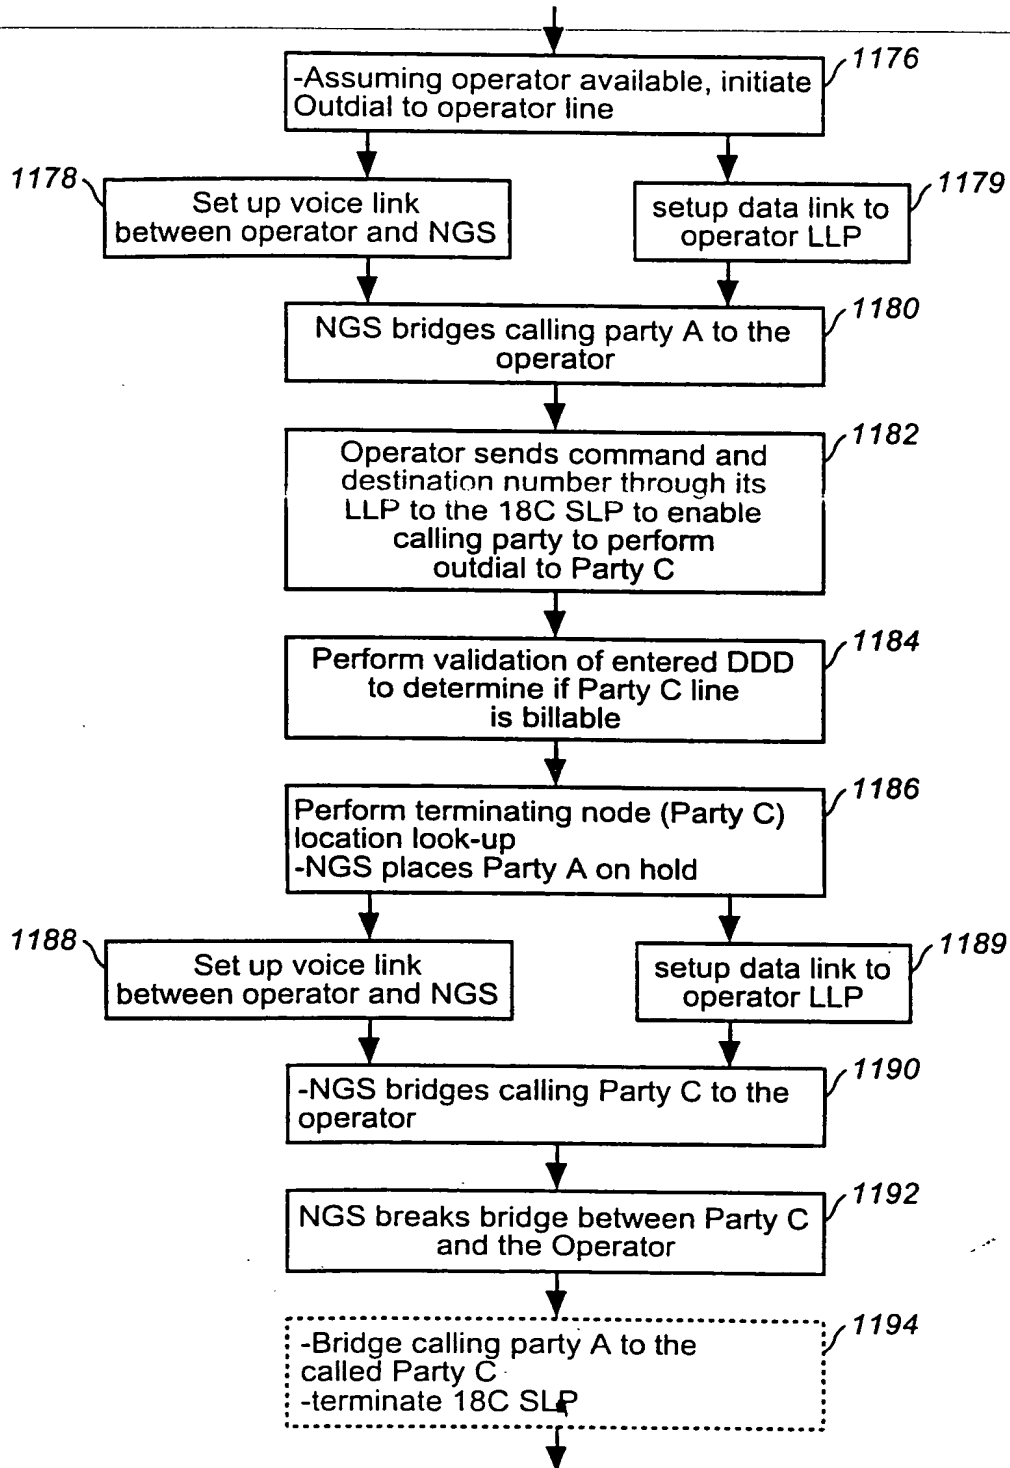 1176
-Assuming operator available, initiate
Outdial to operator line
1178
Set up voice link
between operator and NGS
1179
setup data link to
operator LLP
1180
NGS bridges calling party A to the
operator
1182
Operator sends command and
destination number through its
LLP to the 18C SLP to enable
calling party to perform
outdial to Party C
1184
Perform validation of entered DDD
to determine if Party C line
is billable
1186
Perform terminating node (Party C)
location look-up
-NGS places Party A on hold
1188
Set up voice link
between operator and NGS
1189
setup data link to
operator LLP
1190
-NGS bridges calling Party C to the
operator
1192
NGS breaks bridge between Party C
and the Operator
1194
-Bridge calling party A to the
called Party C
-terminate 18C SLP